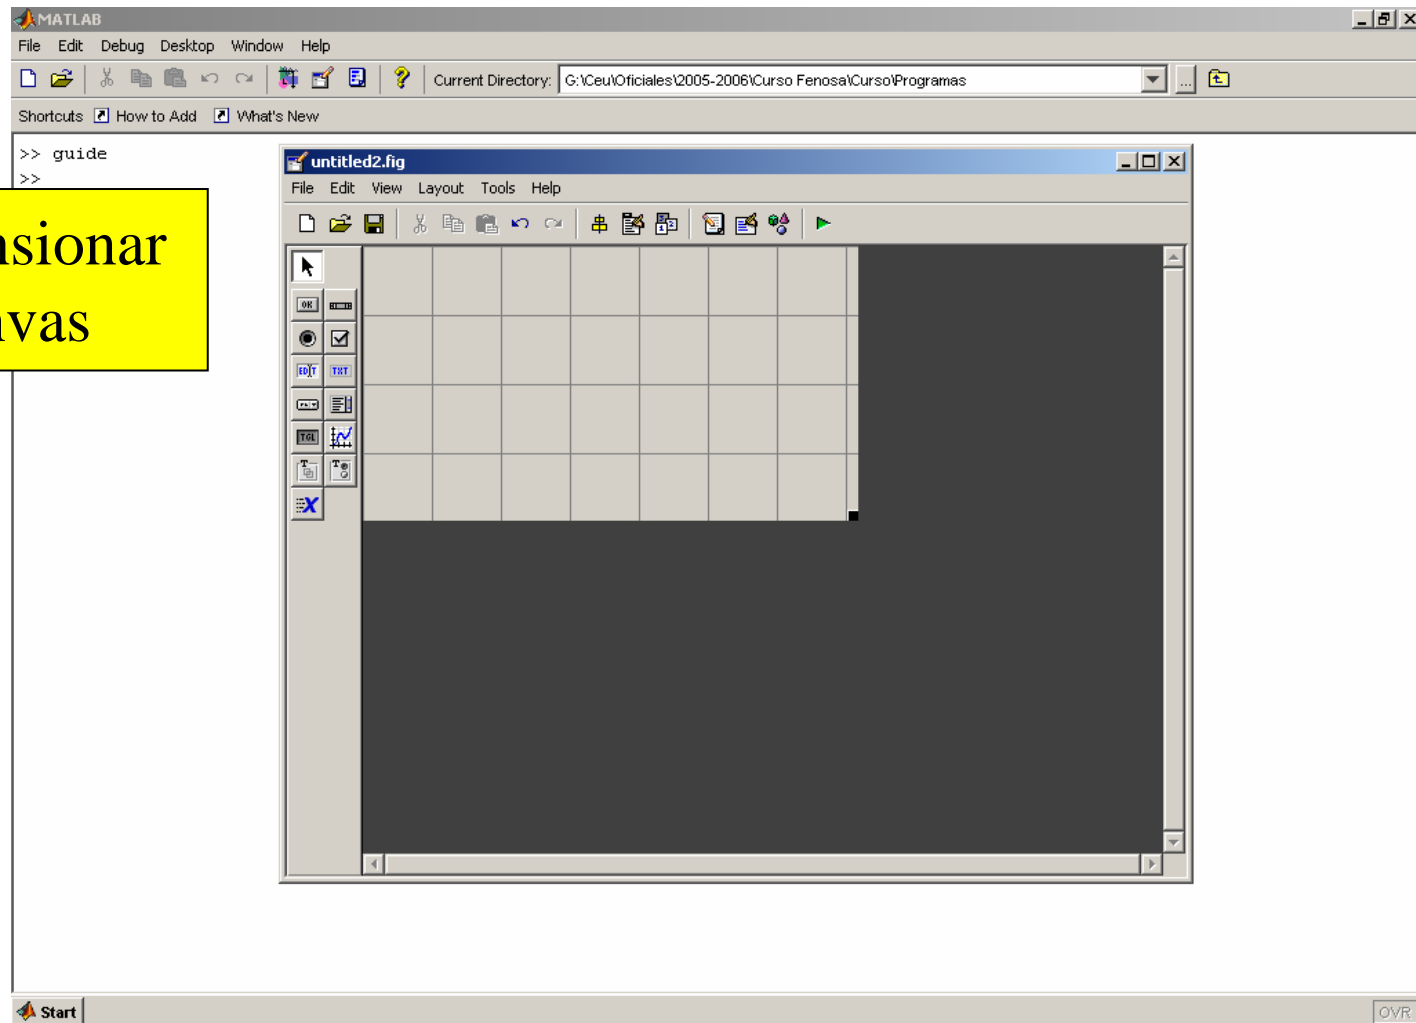 MATLAB
File Edit Debug Desktop Window Help
Current Directory: G:\Ceu\Oficiales\2005-2006\Curso Fenosa\Curso\Programas
Shortcuts How to Add What's New
>> guide
>>
nsionar
nvas
untitled2.fig
File Edit View Layout Tools Help
OK
EDIT TXT
TGL
Start
OVR